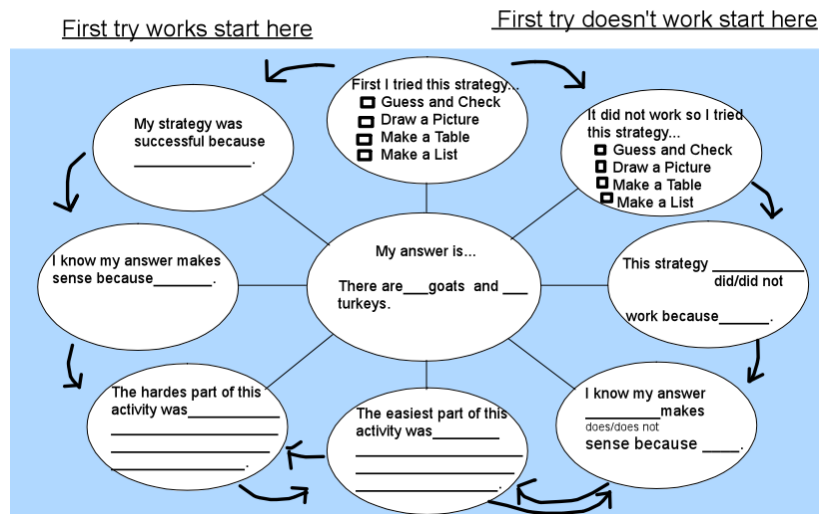 First try works start here
First try doesn't work start here
First I tried this strategy...
Guess and Check
Draw a Picture
Make a Table
Make a List
It did not work so I tried
this strategy...
Guess and Check
Draw a Picture
Make a Table
Make a List
My strategy was
successful because
____________.
My answer is...
There are___goats and ___
turkeys.
I know my answer makes
sense because_______.
This strategy ___________
did/did not
work because______.
The hardes part of this
activity was___________
____________________
___________________
________________.
The easiest part of this
activity was________
____________________
___________________
_________________.
I know my answer
_________makes
does/does not
sense because ____.